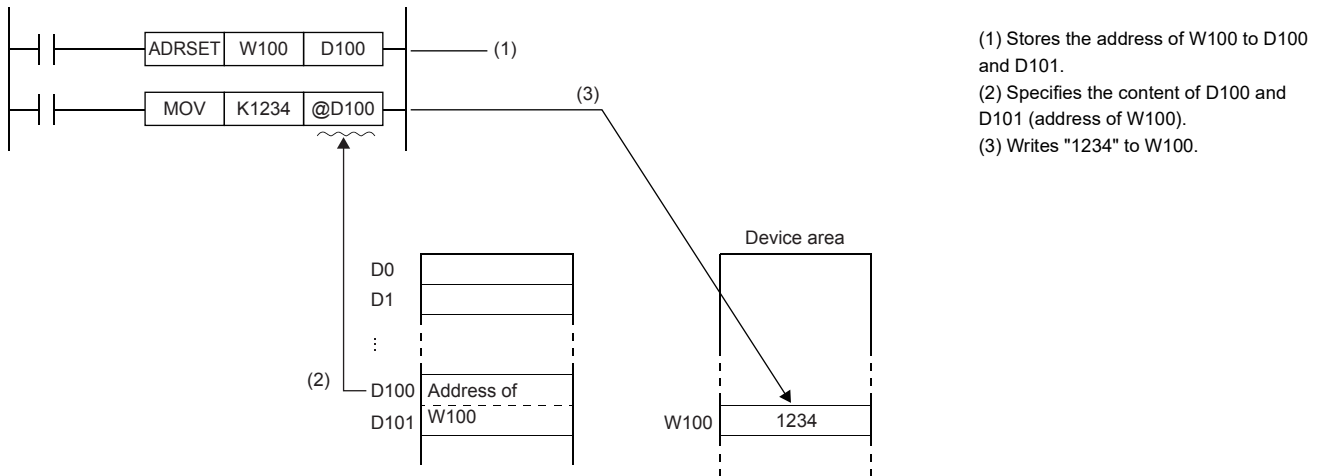 ADRSET W100 D100
(1)
MOV K1234 @D100
(3)
(1) Stores the address of W100 to D100
and D101.
(2) Specifies the content of D100 and
D101 (address of W100).
(3) Writes "1234" to W100.
Device area
D0
D1
⋮
(2)
D100 Address of
D101 W100
W100 1234